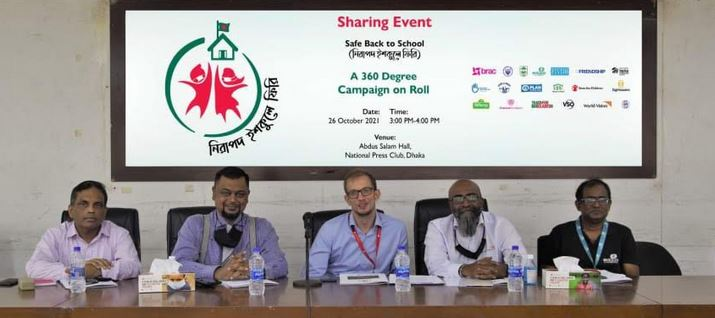 Sharing Event
Safe Back to School
(নিরাপদ ইশকুলে ফিরি)
A 360 Degree
Campaign on Roll
Date: Time:
26 October 2021 3:00 PM-4:00 PM
Venue:
Abdus Salam Hall,
National Press Club, Dhaka
নিরাপদ ইশকুলে ফিরি
brac
FRIENDSHIP
PLAN
VSO
World Vision